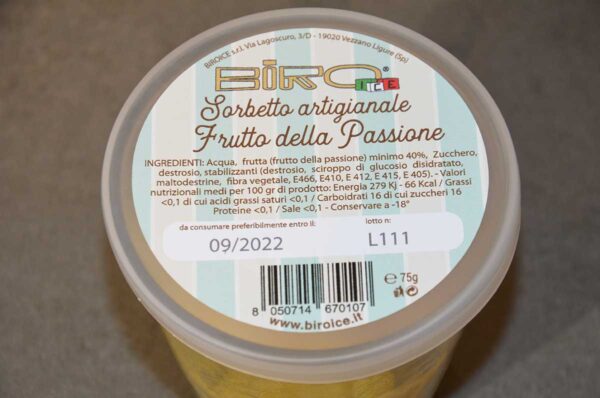 BIROICE s.r.l. Via Lagoscuro, 3/D - 19020 Vezzano Ligure (Sp)
BIRO®
ICE
Sorbetto artigianale
Frutto della Passione
INGREDIENTI: Acqua, frutta (frutto della passione) minimo 40%, Zucchero,
destrosio, stabilizzanti (destrosio, sciroppo di glucosio disidratato,
maltodestrine, fibra vegetale, E466, E410, E 412, E 415, E 405). - Valori
nutrizionali medi per 100 gr di prodotto: Energia 279 Kj - 66 Kcal / Grassi
<0,1 di cui acidi grassi saturi <0,1 / Carboidrati 16 di cui zuccheri 16
Proteine <0,1 / Sale <0,1 - Conservare a -18°
da consumare preferibilmente entro il: lotto n:
09/2022 L111
8 050714 670107
e 75g
www.biroice.it